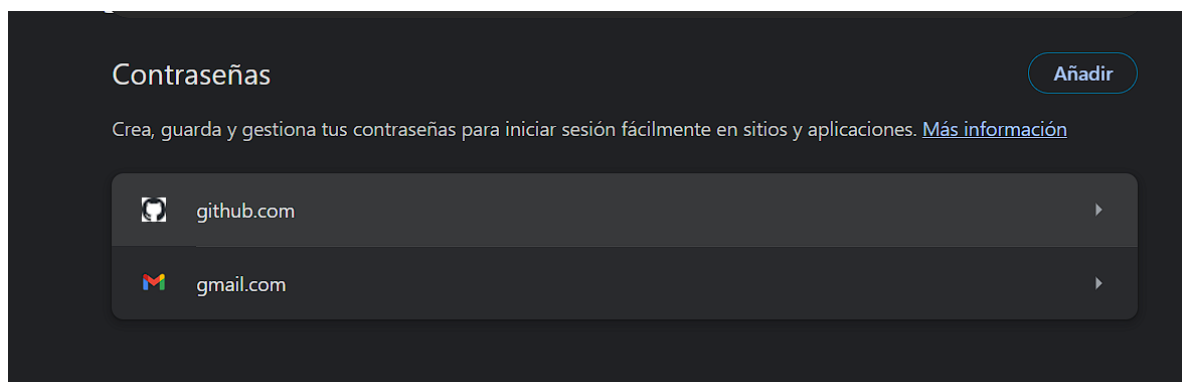 Contraseñas
Añadir
Crea, guarda y gestiona tus contraseñas para iniciar sesión fácilmente en sitios y aplicaciones. Más información
github.com
gmail.com